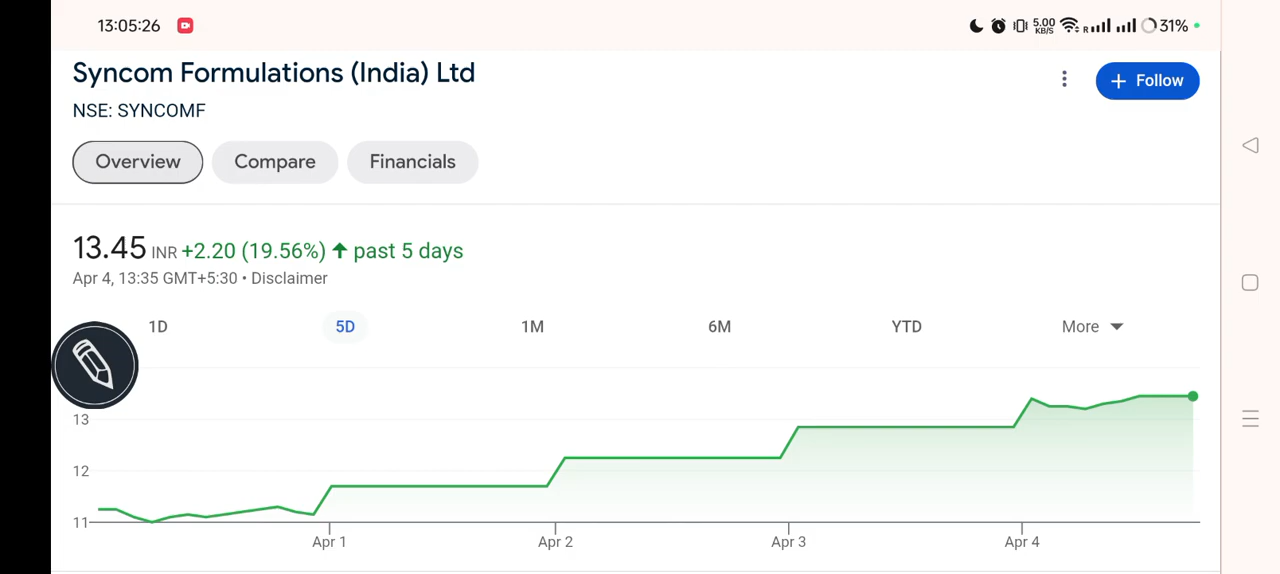 13:05:26
5.00
KB/S
R
31%
Syncom Formulations (India) Ltd
+ Follow
NSE: SYNCOMF
Overview Compare Financials
13.45 INR +2.20 (19.56%) ↑ past 5 days
Apr 4, 13:35 GMT+5:30 • Disclaimer
1D 5D 1M 6M YTD More
13
12
11
Apr 1 Apr 2 Apr 3 Apr 4